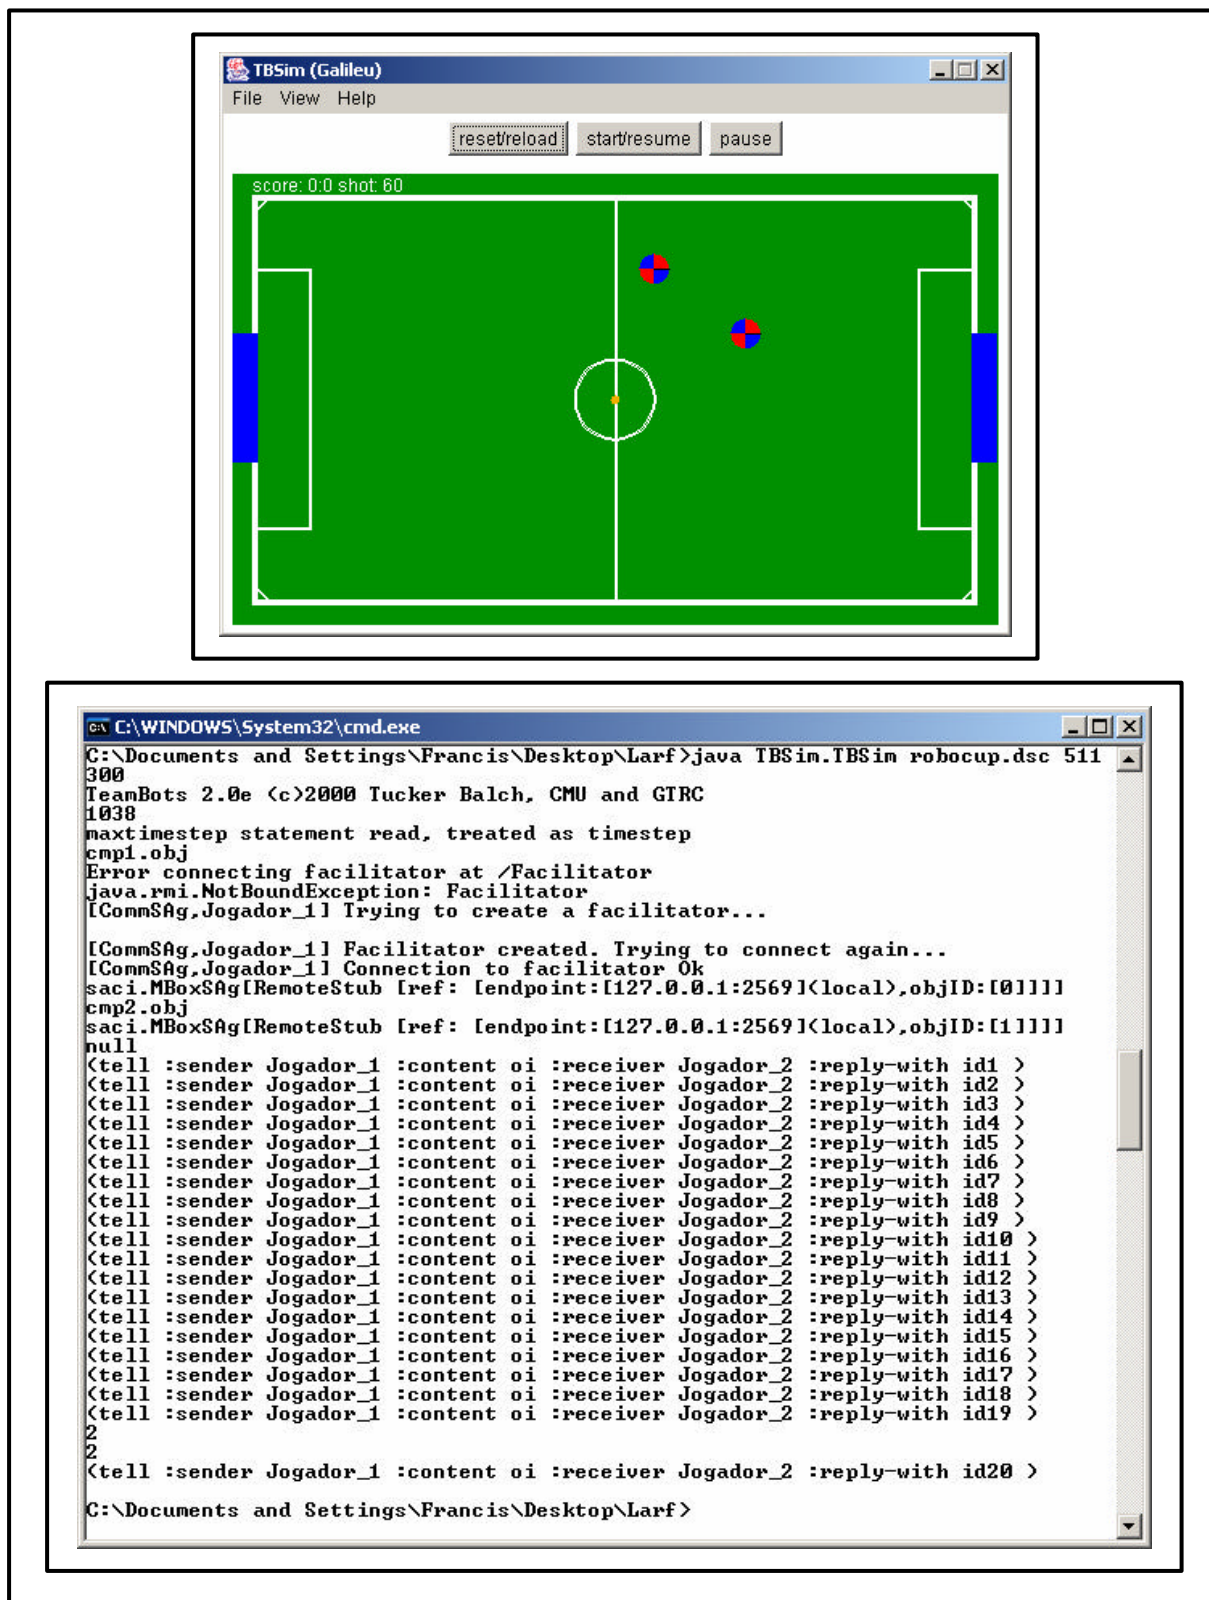 TBSim (Galileu)
File View Help
reset/reload start/resume pause
score: 0:0 shot: 60
C:\WINDOWS\System32\cmd.exe
C:\Documents and Settings\Francis\Desktop\Larf>java TBSim.TBSim robocup.dsc 511
300
TeamBots 2.0e (c)2000 Tucker Balch, CMU and GTRC
1038
maxtimestep statement read, treated as timestep
cmp1.obj
Error connecting facilitator at /Facilitator
java.rmi.NotBoundException: Facilitator
[CommSAg,Jogador_1] Trying to create a facilitator...
[CommSAg,Jogador_1] Facilitator created. Trying to connect again...
[CommSAg,Jogador_1] Connection to facilitator Ok
saci.MBoxSAg[RemoteStub [ref: [endpoint:[127.0.0.1:2569](local),objID:[0]]]]
cmp2.obj
saci.MBoxSAg[RemoteStub [ref: [endpoint:[127.0.0.1:2569](local),objID:[1]]]]
null
(tell :sender Jogador_1 :content oi :receiver Jogador_2 :reply-with id1 )
(tell :sender Jogador_1 :content oi :receiver Jogador_2 :reply-with id2 )
(tell :sender Jogador_1 :content oi :receiver Jogador_2 :reply-with id3 )
(tell :sender Jogador_1 :content oi :receiver Jogador_2 :reply-with id4 )
(tell :sender Jogador_1 :content oi :receiver Jogador_2 :reply-with id5 )
(tell :sender Jogador_1 :content oi :receiver Jogador_2 :reply-with id6 )
(tell :sender Jogador_1 :content oi :receiver Jogador_2 :reply-with id7 )
(tell :sender Jogador_1 :content oi :receiver Jogador_2 :reply-with id8 )
(tell :sender Jogador_1 :content oi :receiver Jogador_2 :reply-with id9 )
(tell :sender Jogador_1 :content oi :receiver Jogador_2 :reply-with id10 )
(tell :sender Jogador_1 :content oi :receiver Jogador_2 :reply-with id11 )
(tell :sender Jogador_1 :content oi :receiver Jogador_2 :reply-with id12 )
(tell :sender Jogador_1 :content oi :receiver Jogador_2 :reply-with id13 )
(tell :sender Jogador_1 :content oi :receiver Jogador_2 :reply-with id14 )
(tell :sender Jogador_1 :content oi :receiver Jogador_2 :reply-with id15 )
(tell :sender Jogador_1 :content oi :receiver Jogador_2 :reply-with id16 )
(tell :sender Jogador_1 :content oi :receiver Jogador_2 :reply-with id17 )
(tell :sender Jogador_1 :content oi :receiver Jogador_2 :reply-with id18 )
(tell :sender Jogador_1 :content oi :receiver Jogador_2 :reply-with id19 )
2
2
(tell :sender Jogador_1 :content oi :receiver Jogador_2 :reply-with id20 )
C:\Documents and Settings\Francis\Desktop\Larf>